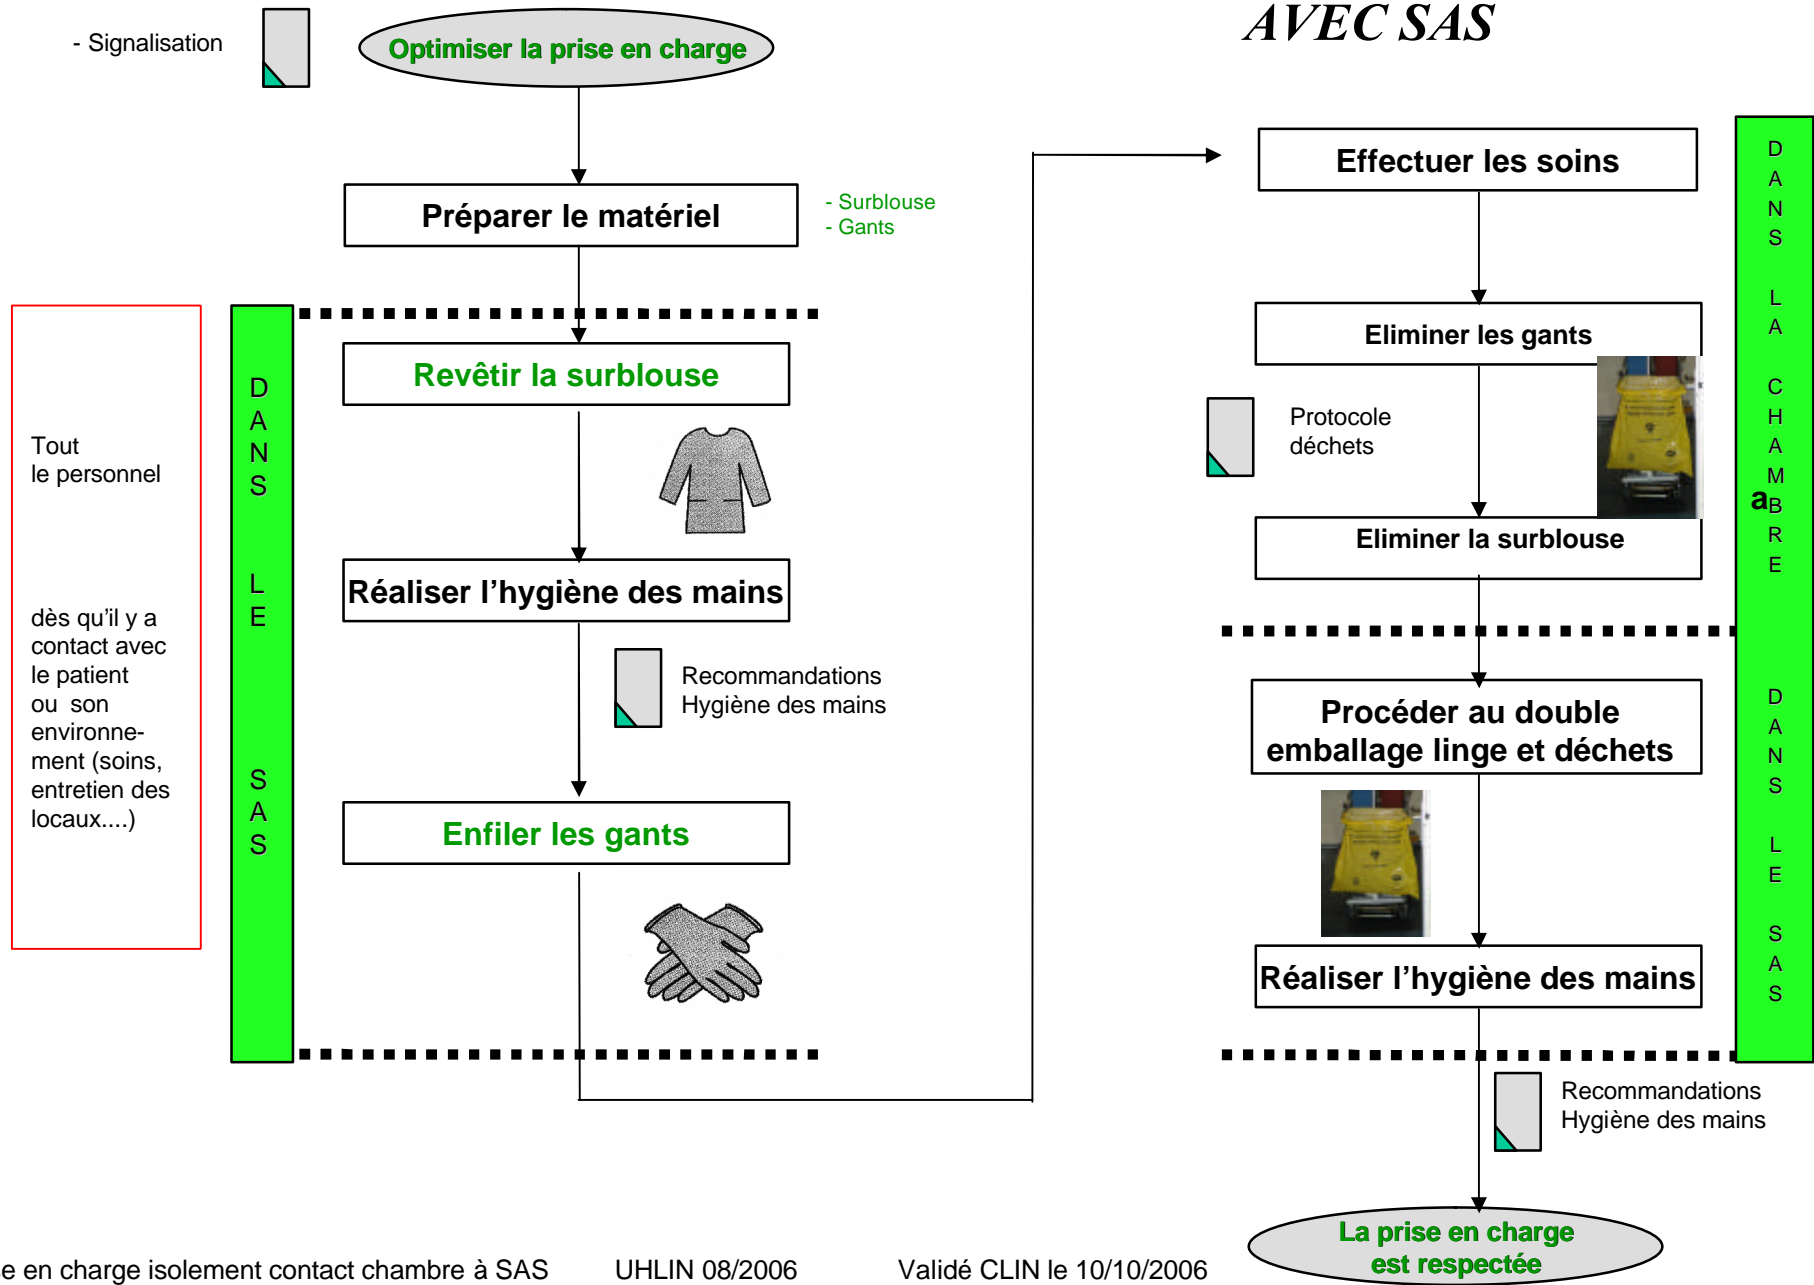 AVEC SAS
- Signalisation
Optimiser la prise en charge
Préparer le matériel
- Surblouse
- Gants
Tout
le personnel
dès qu'il y a
contact avec
le patient
ou son
environne-
ment (soins,
entretien des
locaux....)
DANS LE SAS
Revêtir la surblouse
Réaliser l'hygiène des mains
Recommandations
Hygiène des mains
Enfiler les gants
Effectuer les soins
Eliminer les gants
Protocole
déchets
Eliminer la surblouse
DANS LA CHAMBRE
a
Procéder au double
emballage linge et déchets
Réaliser l'hygiène des mains
DANS LE SAS
Recommandations
Hygiène des mains
La prise en charge
est respectée
se en charge isolement contact chambre à SAS UHLIN 08/2006 Validé CLIN le 10/10/2006